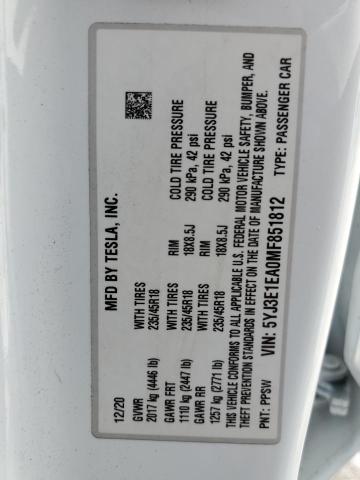 MFD BY TESLA, INC.
12/20
GVWR
2017 kg (4446 lb) WITH TIRES 235/45R18 COLD TIRE PRESSURE 290 kPa, 42 psi
GAWR FRT WITH TIRES RIM COLD TIRE PRESSURE
1110 kg (2447 lb) 235/45R18 18X8.5J 290 kPa, 42 psi
GAWR RR WITH TIRES RIM COLD TIRE PRESSURE
1257 kg (2771 lb) 235/45R18 18X8.5J 290 kPa, 42 psi
THIS VEHICLE CONFORMS TO ALL APPLICABLE U.S. FEDERAL MOTOR VEHICLE SAFETY, BUMPER, AND
THEFT PREVENTION STANDARDS IN EFFECT ON THE DATE OF MANUFACTURE SHOWN ABOVE.
PNT: PPSW VIN: 5YJ3E1EA0MF851812 TYPE: PASSENGER CAR